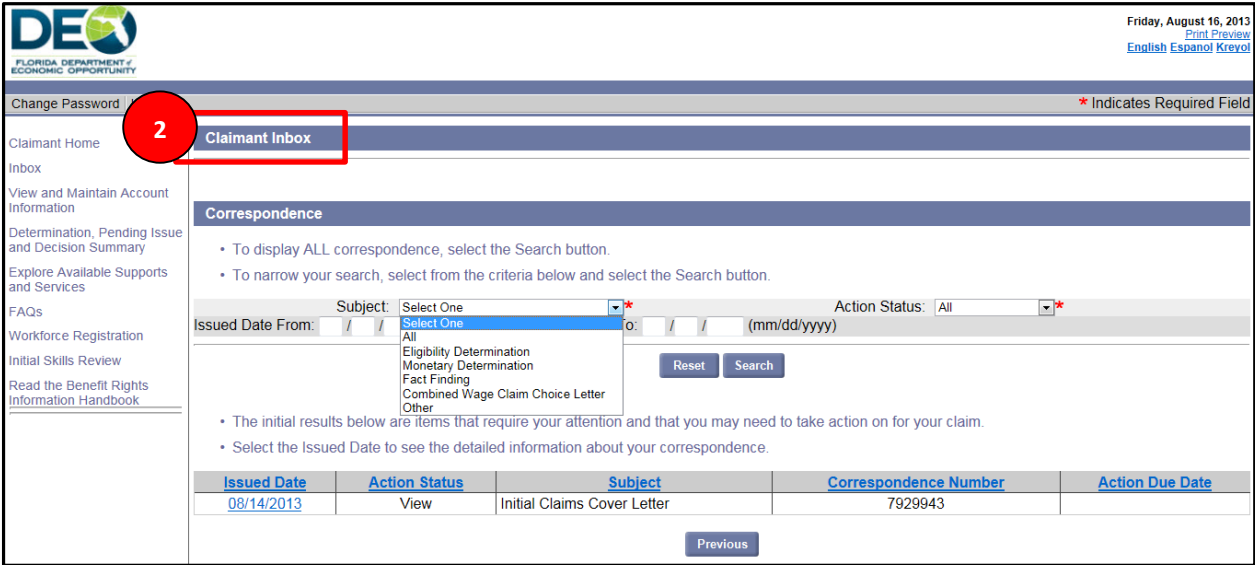 DEO
FLORIDA DEPARTMENT of
ECONOMIC OPPORTUNITY
Friday, August 16, 2013
Print Preview
English Espanol Kreyol
Change Password |
* Indicates Required Field
2
Claimant Home
Inbox
View and Maintain Account
Information
Determination, Pending Issue
and Decision Summary
Explore Available Supports
and Services
FAQs
Workforce Registration
Initial Skills Review
Read the Benefit Rights
Information Handbook
Claimant Inbox
Correspondence
• To display ALL correspondence, select the Search button.
• To narrow your search, select from the criteria below and select the Search button.
Subject: Select One * Action Status: All *
Issued Date From: / / To: / / (mm/dd/yyyy)
Select One
All
Eligibility Determination
Monetary Determination
Fact Finding
Combined Wage Claim Choice Letter
Other
Reset Search
• The initial results below are items that require your attention and that you may need to take action on for your claim.
• Select the Issued Date to see the detailed information about your correspondence.
Issued Date Action Status Subject Correspondence Number Action Due Date
08/14/2013 View Initial Claims Cover Letter 7929943
Previous